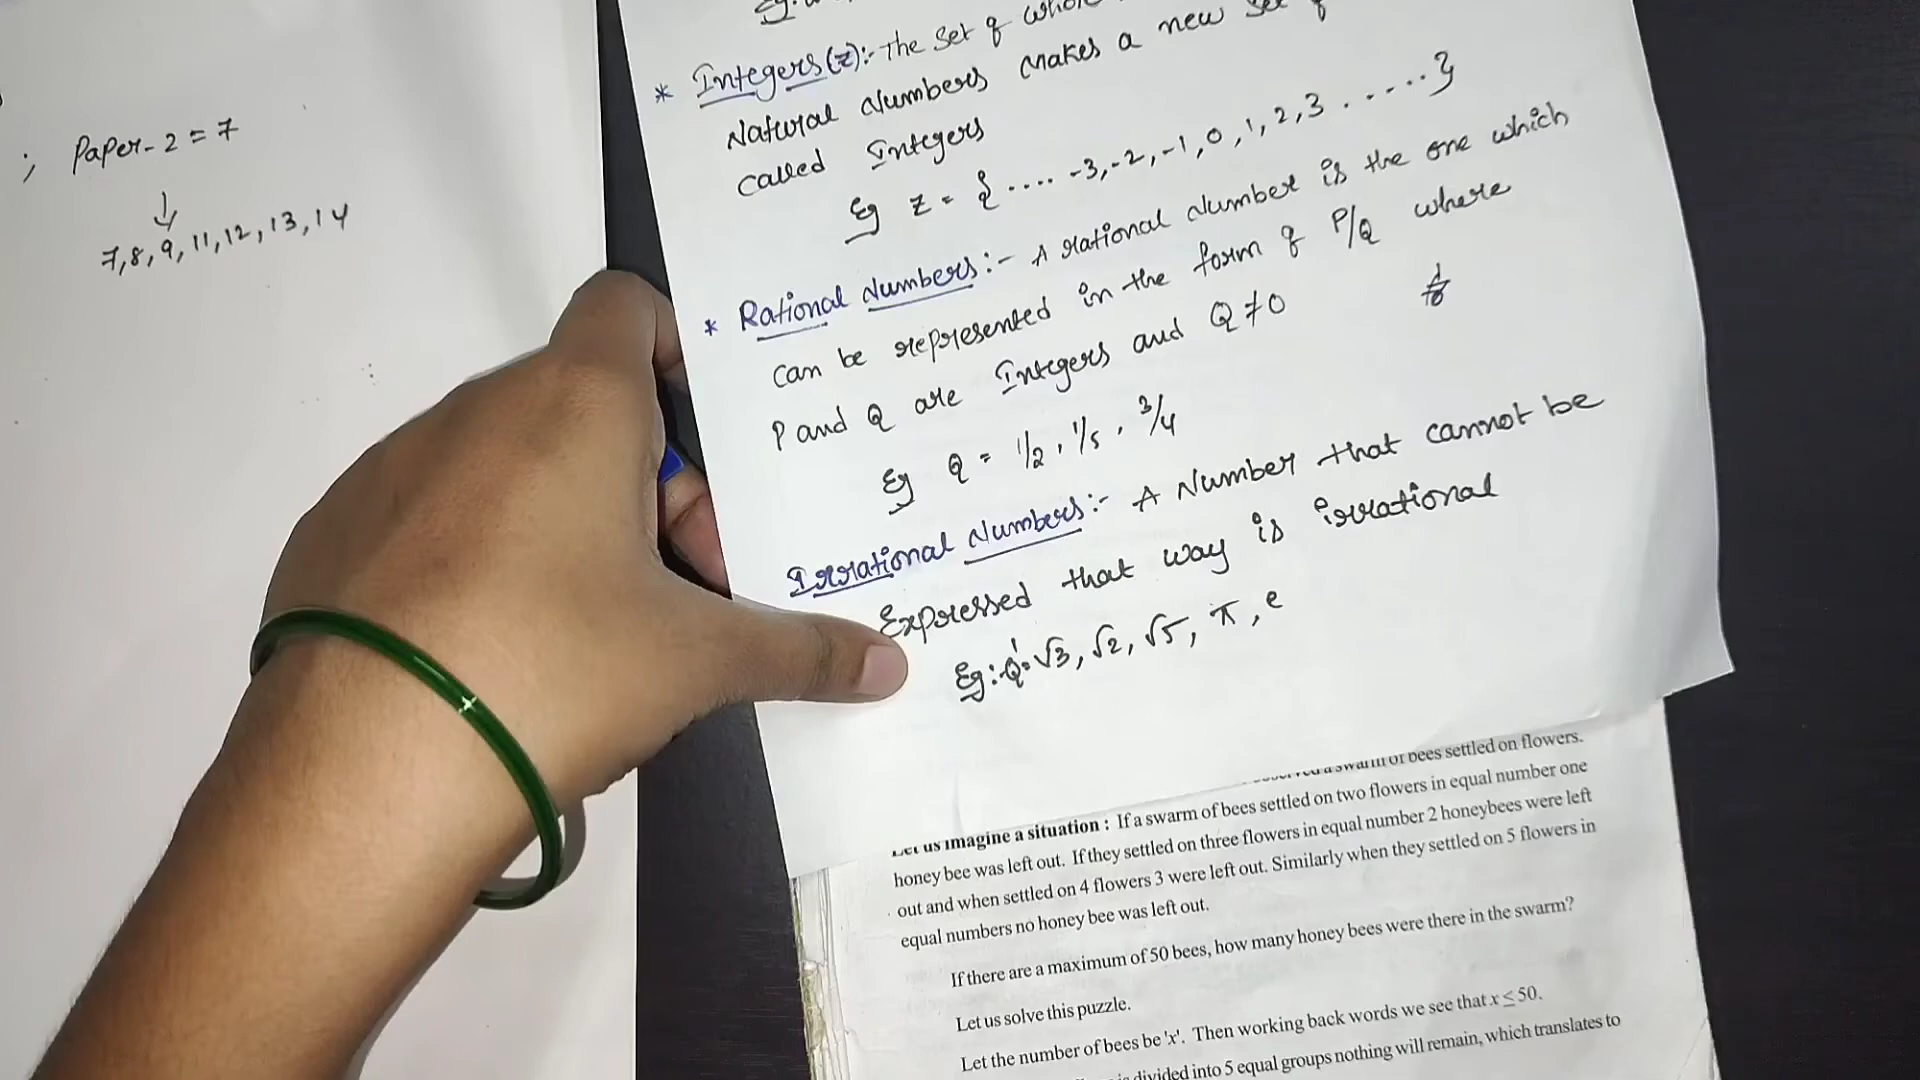 ; Paper-2 = 7
↓
7,8,9,11,12,13,14
* Integers(z):- The set of whole
Natural Numbers makes a new set of
called Integers
Eg z = {.... -3,-2,-1,0,1,2,3.....}
* Rational Numbers:- A rational Number is the one which
can be represented in the form of P/Q where
P and Q are Integers and Q≠0
Eg Q = 1/2, 1/5, 3/4
Irrational Numbers:- A Number that cannot be
Expressed that way is irrational
Eg:-Q'=√3, √2, √5, π, e
a swarm of bees settled on flowers.
Let us imagine a situation : If a swarm of bees settled on two flowers in equal number one
honey bee was left out. If they settled on three flowers in equal number 2 honeybees were left
out and when settled on 4 flowers 3 were left out. Similarly when they settled on 5 flowers in
equal numbers no honey bee was left out.
If there are a maximum of 50 bees, how many honey bees were there in the swarm?
Let us solve this puzzle.
Let the number of bees be 'x'. Then working back words we see that x ≤ 50.
is divided into 5 equal groups nothing will remain, which translates to